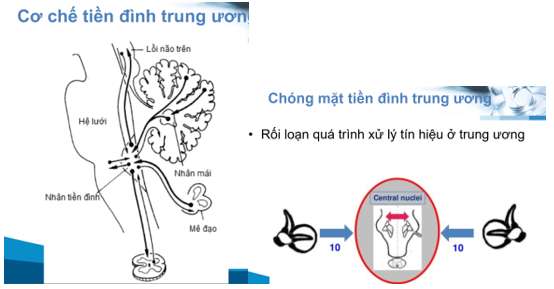 Cơ chế tiền đình trung ương
Lồi não trên
Hệ lưới
Nhân mái
Nhân tiền đình
Mê đạo
Chóng mặt tiền đình trung ương
• Rối loạn quá trình xử lý tín hiệu ở trung ương
Central nuclei
10
10